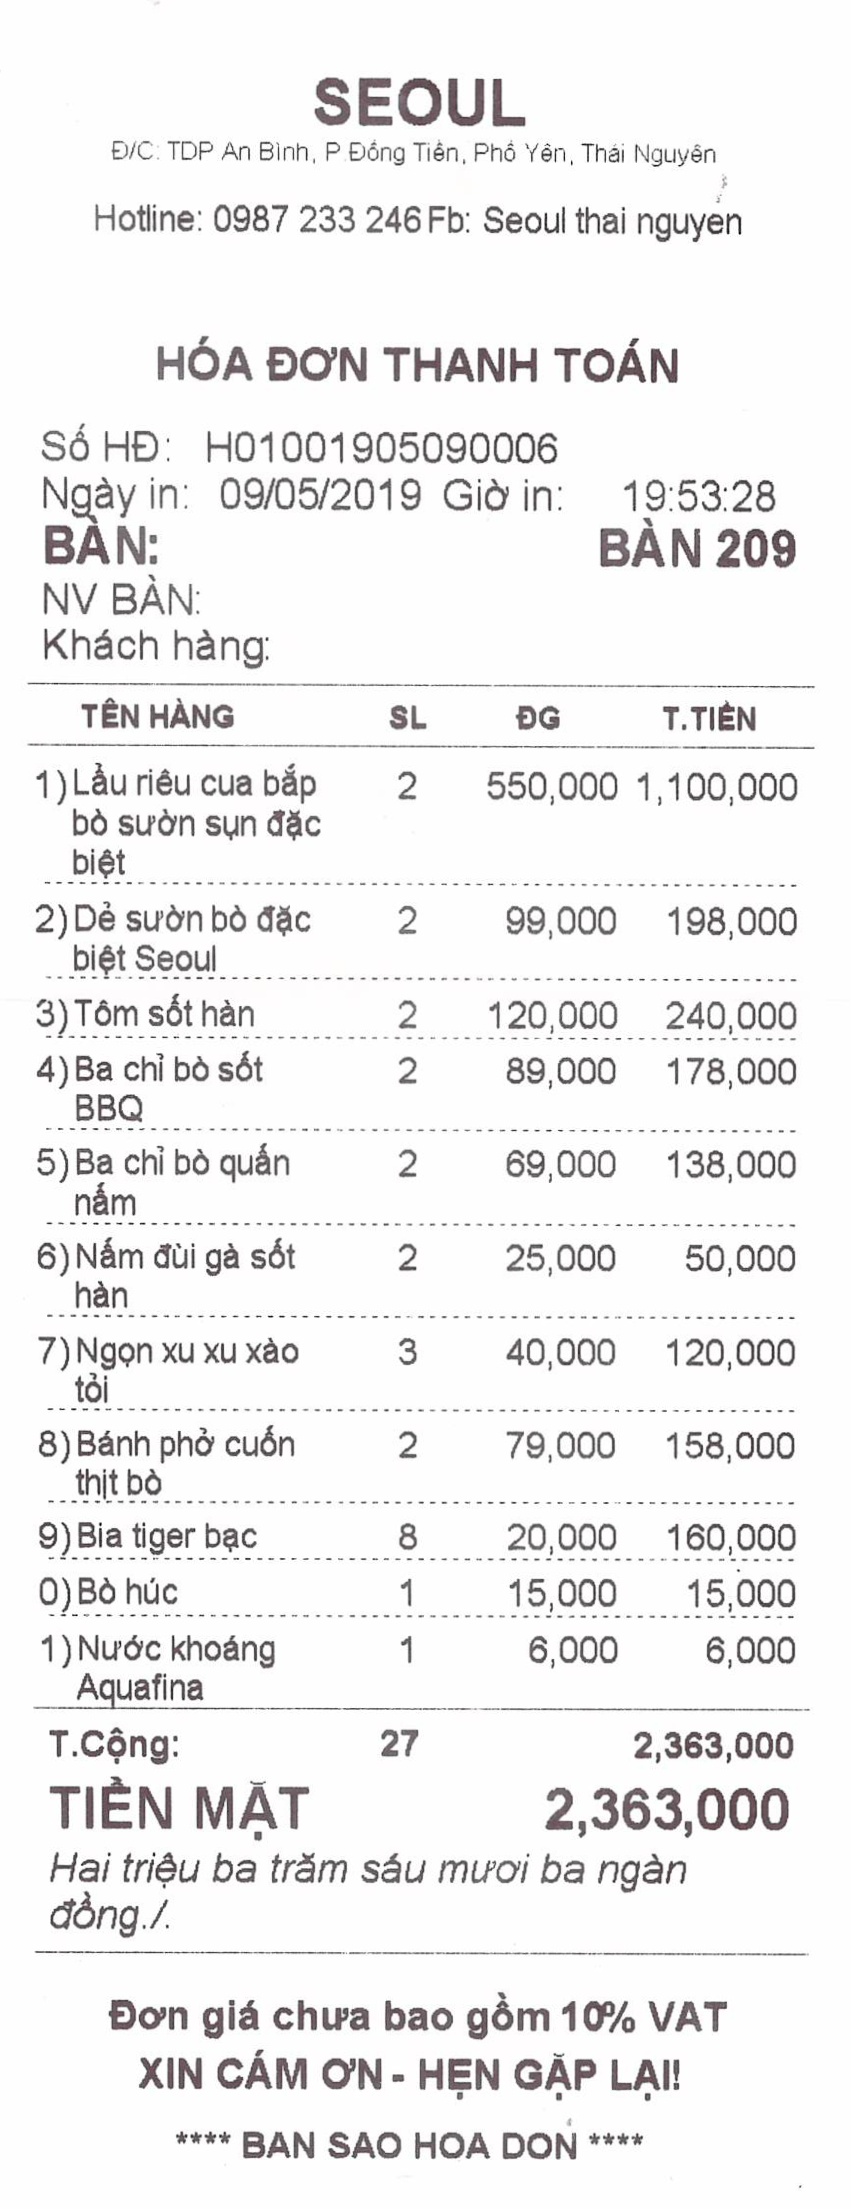 SEOUL
Đ/C: TDP An Bình, P.Đồng Tiến, Phổ Yên, Thái Nguyên
Hotline: 0987 233 246 Fb: Seoul thai nguyen
HÓA ĐƠN THANH TOÁN
Số HĐ: H01001905090006
Ngày in: 09/05/2019 Giờ in: 19:53:28
BÀN: BÀN 209
NV BÀN:
Khách hàng:
TÊN HÀNG SL ĐG T.TIỀN
1) Lẩu riêu cua bắp 2 550,000 1,100,000
bò sườn sụn đặc
biệt
2) Dẻ sườn bò đặc 2 99,000 198,000
biệt Seoul
3) Tôm sốt hàn 2 120,000 240,000
4) Ba chỉ bò sốt 2 89,000 178,000
BBQ
5) Ba chỉ bò quấn 2 69,000 138,000
nấm
6) Nấm đùi gà sốt 2 25,000 50,000
hàn
7) Ngọn xu xu xào 3 40,000 120,000
tỏi
8) Bánh phở cuốn 2 79,000 158,000
thịt bò
9) Bia tiger bạc 8 20,000 160,000
0) Bò húc 1 15,000 15,000
1) Nước khoáng 1 6,000 6,000
Aquafina
T.Cộng: 27 2,363,000
TIỀN MẶT 2,363,000
Hai triệu ba trăm sáu mươi ba ngàn
đồng./.
Đơn giá chưa bao gồm 10% VAT
XIN CÁM ƠN - HẸN GẶP LẠI!
**** BAN SAO HOA DON ****